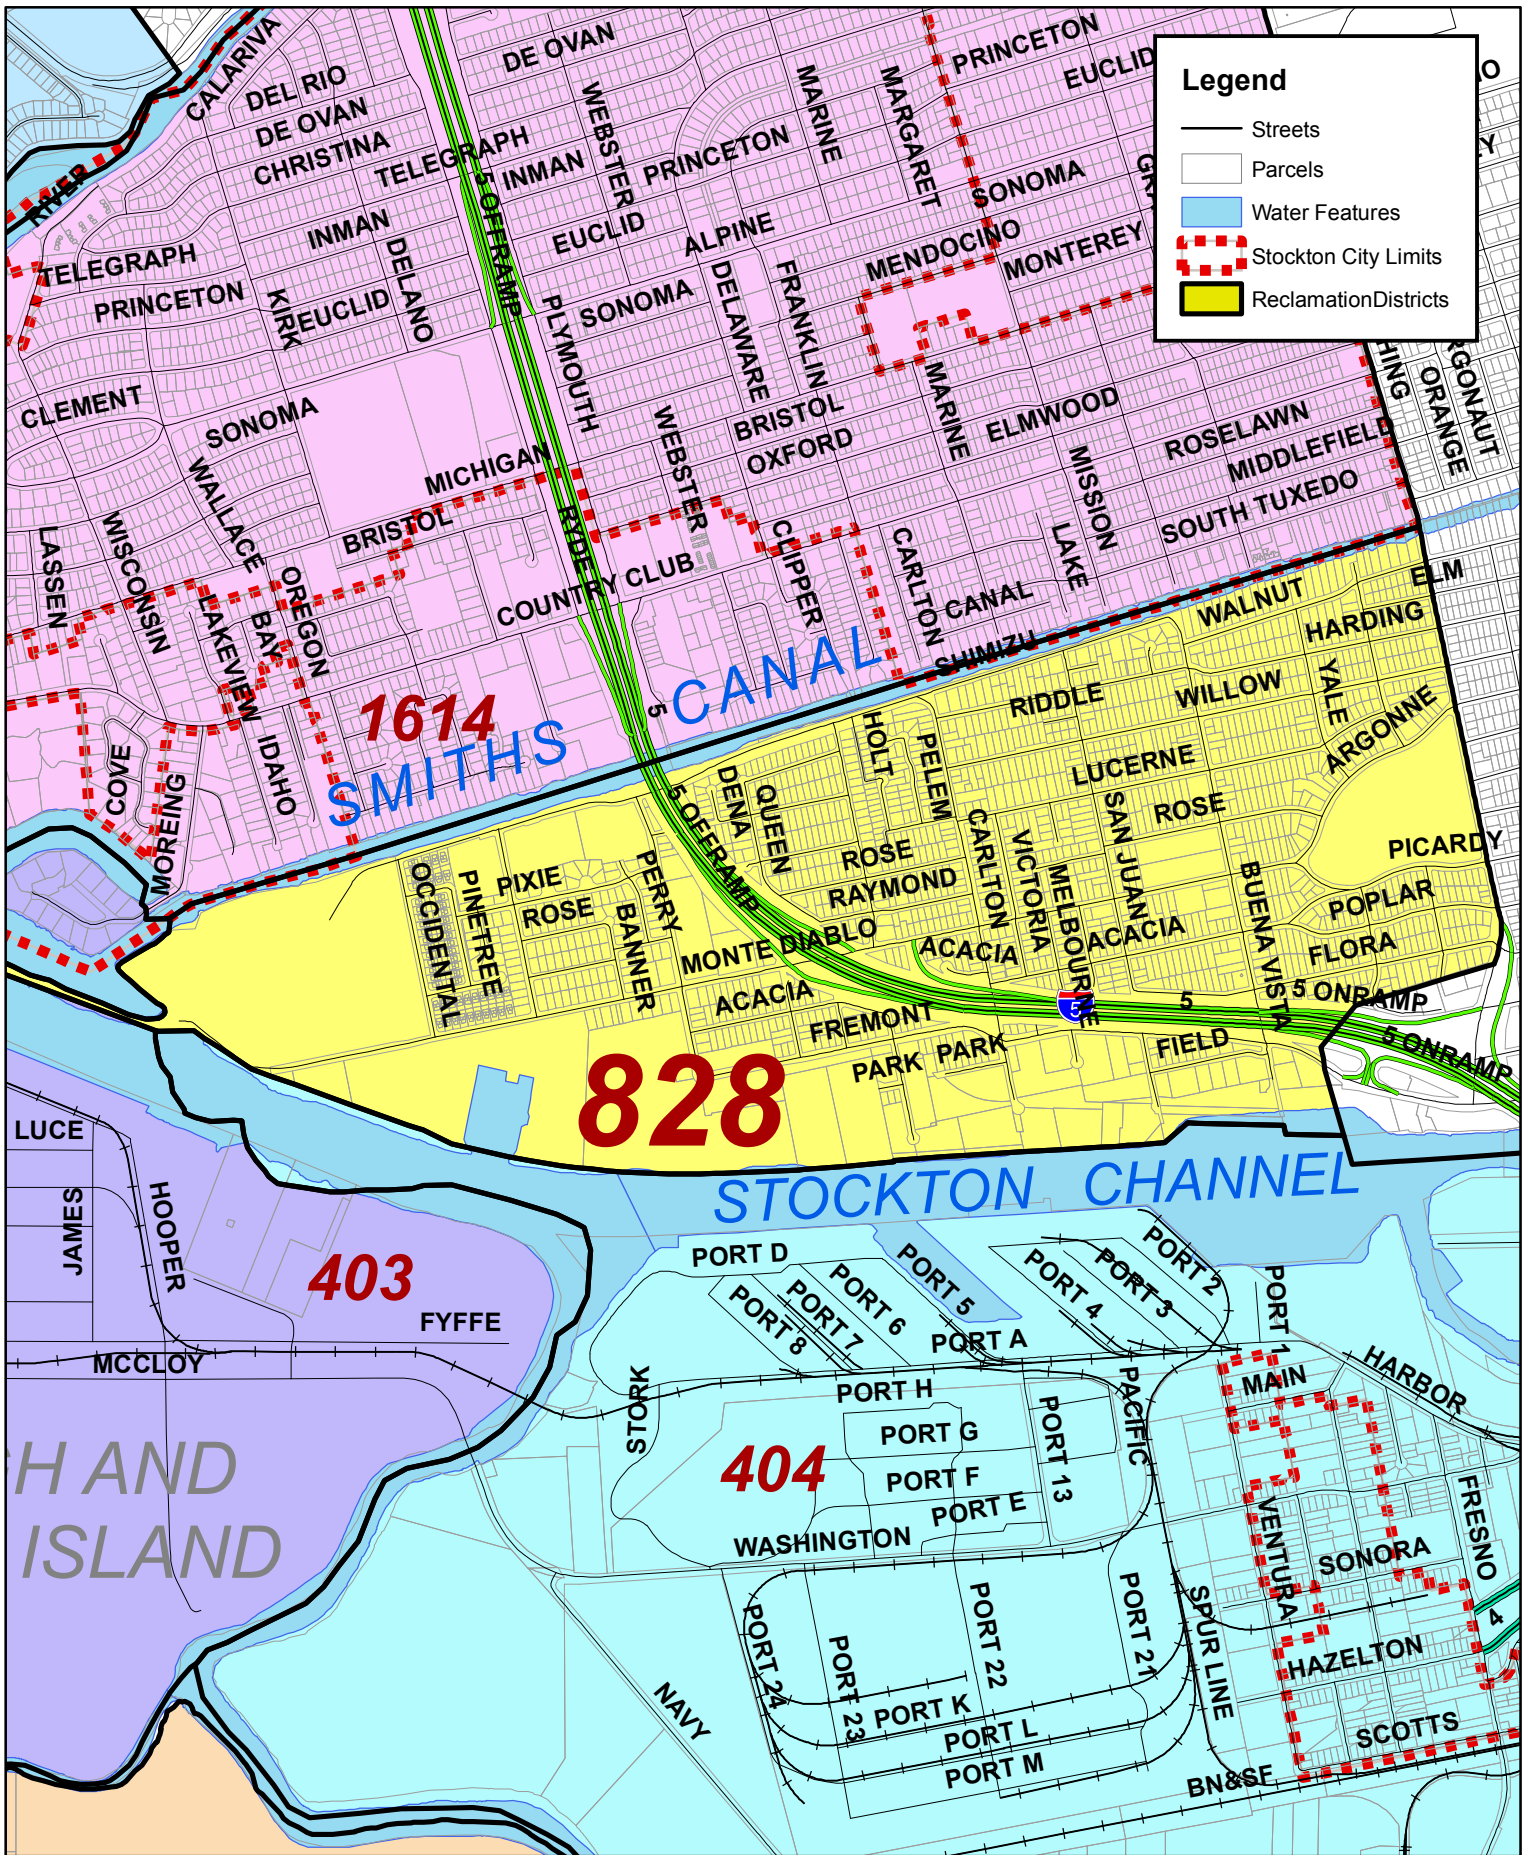 DE OVAN
PRINCETON
CALARIVA
DEL RIO
EUCLID
Legend
Streets
Parcels
Water Features
Stockton City Limits
ReclamationDistricts
DE OVAN
WEBSTER
MARINE
MARGARET
CHRISTINA
TELEGRAPH
INMAN
PRINCETON
SONOMA
RIVER
5 OFFRAMP
INMAN
EUCLID
ALPINE
MENDOCINO
MONTEREY
TELEGRAPH
DELANO
PRINCETON
KIRK
EUCLID
PLYMOUTH
SONOMA
DELAWARE
FRANKLIN
ORANGE
CLEMENT
SONOMA
WEBSTER
BRISTOL
MARINE
ELMWOOD
ROSELAWN
OXFORD
MIDDLEFIELD
MICHIGAN
WALLACE
BRISTOL
RYDE
MISSION
SOUTH TUXEDO
LASSEN
WISCONSIN
COUNTRY CLUB
CLIPPER
CARLTON
LAKE
OREGON
LAKEVIEW
BAY
CANAL
WALNUT
ELM
HARDING
SHIMIZU
1614
SMITHS CANAL
5
RIDDLE
WILLOW
YALE
ARGONNE
COVE
MOREING
IDAHO
HOLT
PELEM
LUCERNE
DENA
QUEEN
5 OFFRAMP
SAN JUAN
ROSE
PICARDY
OCCIDENTAL
PINETREE
PIXIE
ROSE
BANNER
PERRY
ROSE
RAYMOND
CARLTON
VICTORIA
MELBOURNE
BUENA VISTA
POPLAR
MONTE DIABLO
ACACIA
ACACIA
FLORA
ACACIA
FREMONT
5
5
5 ONRAMP
5 ONRAMP
PARK
PARK
FIELD
828
LUCE
JAMES
HOOPER
STOCKTON CHANNEL
403
FYFFE
MCCLOY
PORT D
PORT 5
PORT 2
PORT 3
PORT 4
PORT 6
PORT 7
PORT 8
PORT A
PORT 1
MAIN
HARBOR
STORK
PORT H
PORT 13
PACIFIC
PORT G
404
PORT F
PORT E
WASHINGTON
VENTURA
FRESNO
SONORA
H AND
ISLAND
PORT 24
PORT 23
PORT 22
PORT 21
SPUR LINE
4
HAZELTON
NAVY
PORT K
PORT L
PORT M
SCOTTS
BN&SF